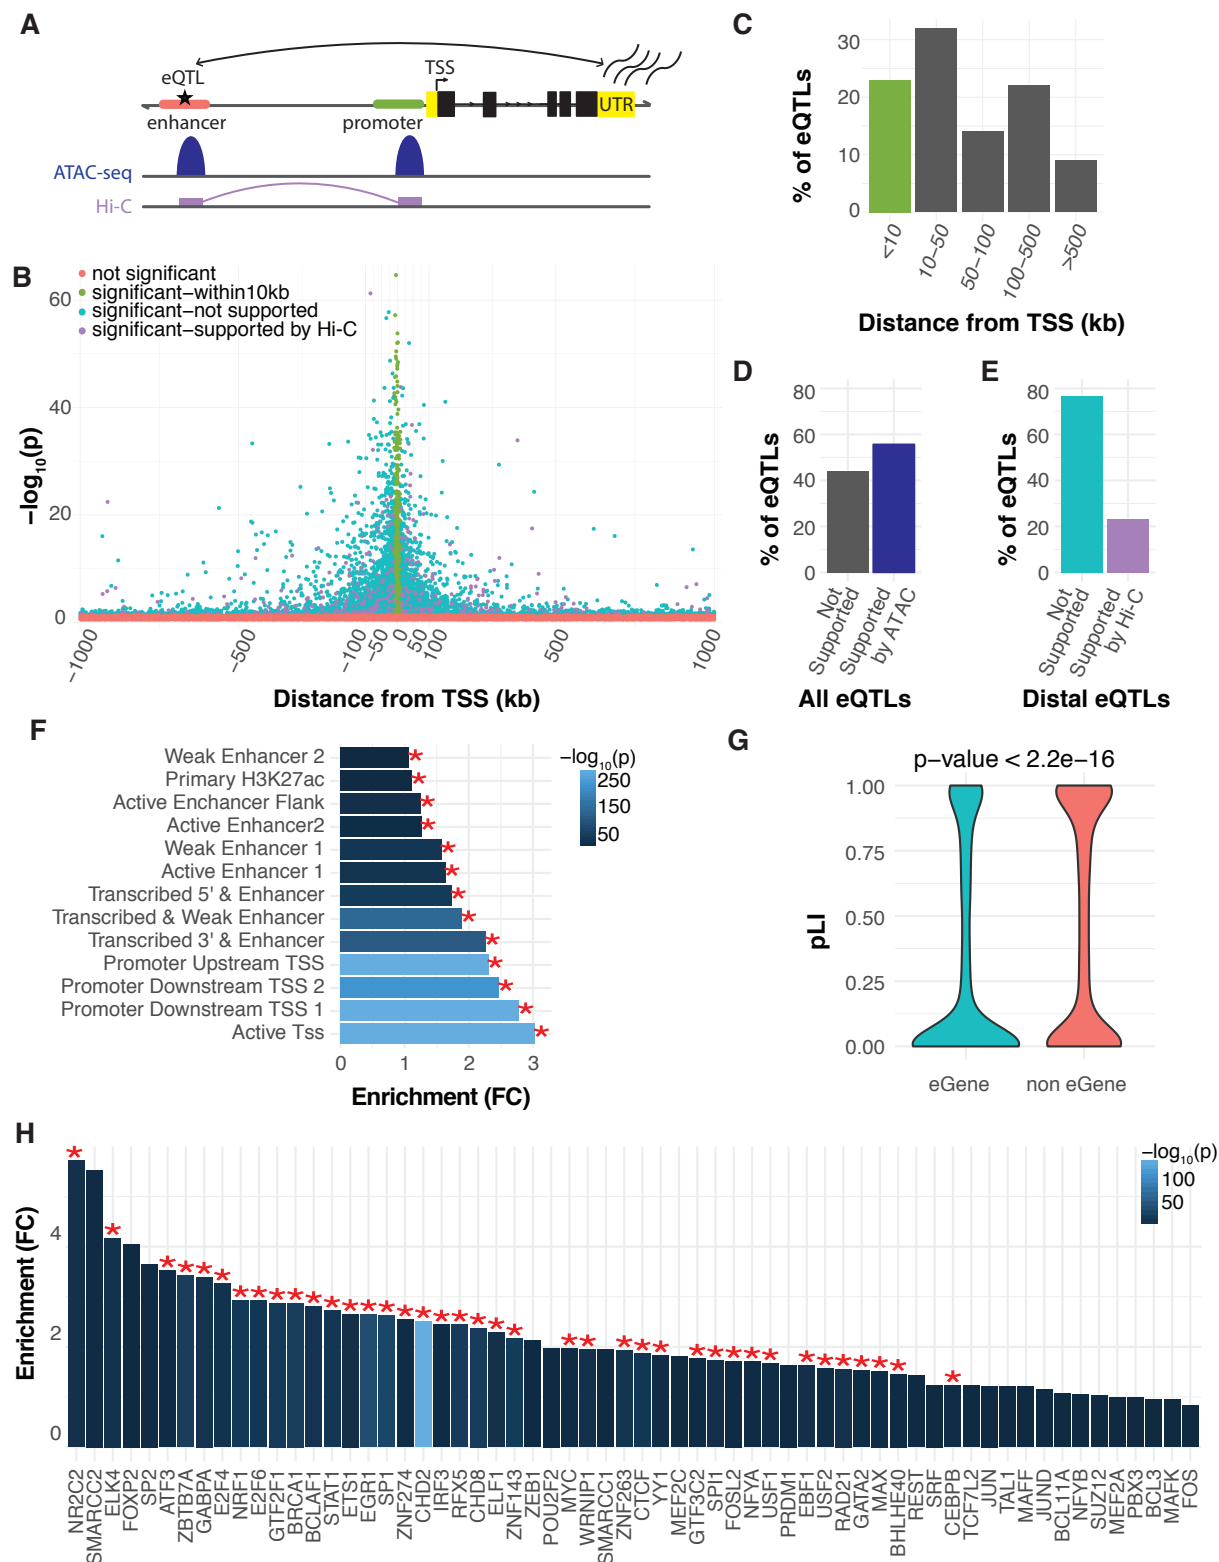 A
eQTL
TSS
UTR
enhancer
promoter
ATAC-seq
Hi-C
B
not significant
significant−within10kb
significant−not supported
significant−supported by Hi-C
−log10(p)
60
40
20
0
-1000
-500
-100
-50
0
50
100
500
1000
Distance from TSS (kb)
C
% of eQTLs
30
20
10
0
<10
10−50
50−100
100−500
>500
Distance from TSS (kb)
D
% of eQTLs
80
60
40
20
0
Not
Supported
Supported
by ATAC
All eQTLs
E
% of eQTLs
80
60
40
20
0
Not
Supported
Supported
by Hi-C
Distal eQTLs
F
Weak Enhancer 2
Primary H3K27ac
Active Enchancer Flank
Active Enhancer2
Weak Enhancer 1
Active Enhancer 1
Transcribed 5' & Enhancer
Transcribed & Weak Enhancer
Transcribed 3' & Enhancer
Promoter Upstream TSS
Promoter Downstream TSS 2
Promoter Downstream TSS 1
Active Tss
0
1
2
3
Enrichment (FC)
−log10(p)
250
150
50
G
p−value < 2.2e−16
pLI
1.00
0.75
0.50
0.25
0.00
eGene
non eGene
H
Enrichment (FC)
4
2
0
−log10(p)
100
50
NR2C2
SMARCC2
ELK4
FOXP2
SP2
ATF3
ZBTB7A
GABPA
E2F4
NRF1
E2F6
GTF2F1
BRCA1
BCLAF1
STAT1
ETS1
EGR1
SP1
ZNF274
CHD2
IRF3
RFX5
CHD8
ELF1
ZNF143
ZEB1
POU2F2
MYC
WRNIP1
SMARCC1
ZNF263
CTCF
YY1
MEF2C
GTF3C2
SPI1
FOSL2
NFYA
USF1
PRDM1
EBF1
USF2
RAD21
GATA2
MAX
BHLHE40
REST
SRF
CEBPB
TCF7L2
JUN
TAL1
MAFF
JUND
BCL11A
NFYB
SUZ12
MEF2A
PBX3
BCL3
MAFK
FOS